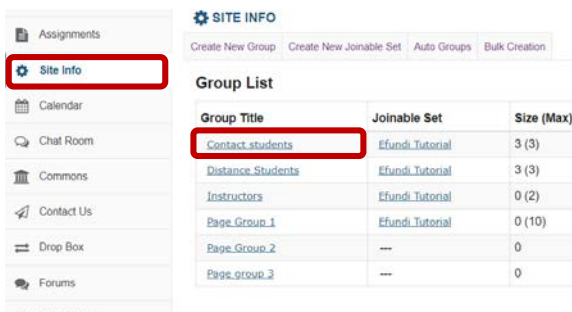 Assignments
Site Info
Calendar
Chat Room
Commons
Contact Us
Drop Box
Forums
SITE INFO
Create New Group Create New Joinable Set Auto Groups Bulk Creation
Group List
Group Title Joinable Set Size (Max)
Contact students Efundi Tutorial 3 (3)
Distance Students Efundi Tutorial 3 (3)
Instructors Efundi Tutorial 0 (2)
Page Group 1 Efundi Tutorial 0 (10)
Page Group 2 --- 0
Page group 3 --- 0